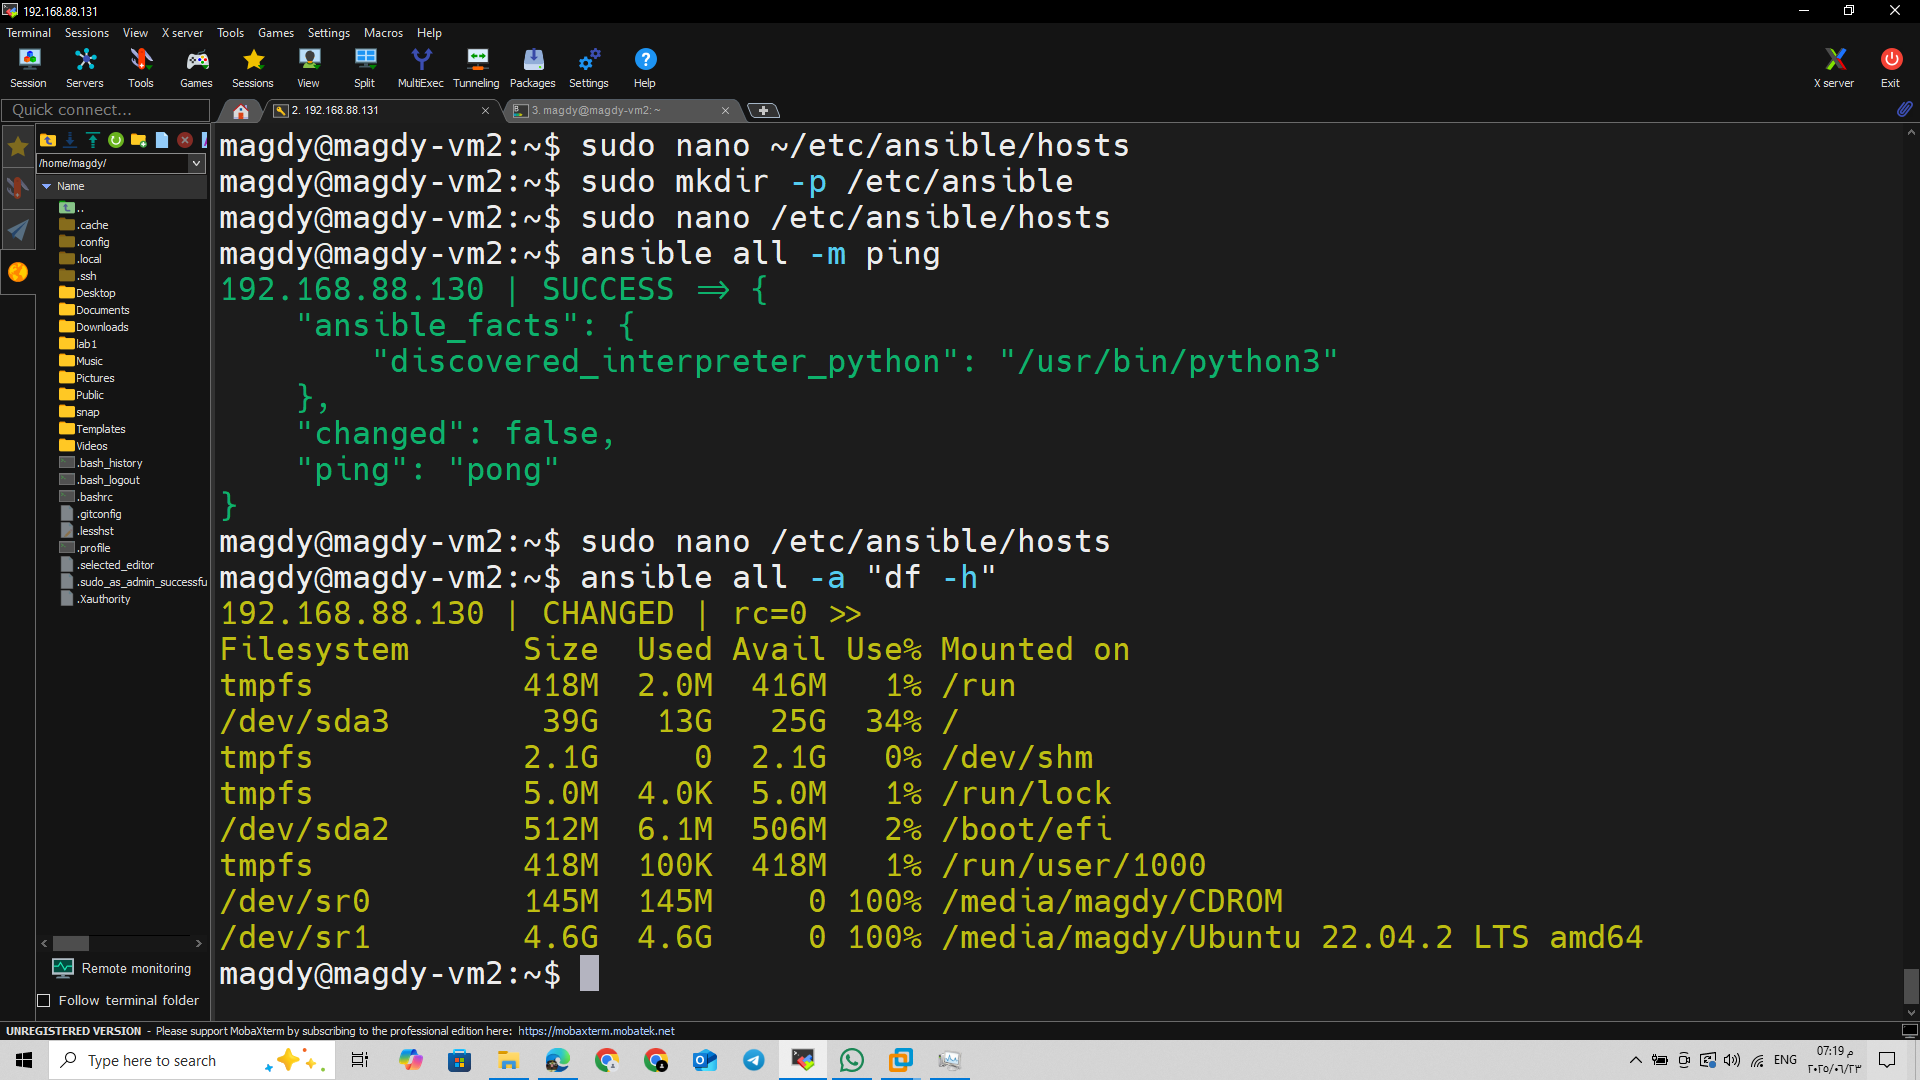 192.168.88.131
Terminal Sessions View X server Tools Games Settings Macros Help
Session Servers Tools Games Sessions View Split MultiExec Tunneling Packages Settings Help X server Exit
Quick connect...
2. 192.168.88.131
3. magdy@magdy-vm2: ~
/home/magdy/
Name
..
.cache
.config
.local
.ssh
Desktop
Documents
Downloads
lab1
Music
Pictures
Public
snap
Templates
Videos
.bash_history
.bash_logout
.bashrc
.gitconfig
.lesshst
.profile
.selected_editor
.sudo_as_admin_successfu
.Xauthority
Remote monitoring
Follow terminal folder
magdy@magdy-vm2:~$ sudo nano ~/etc/ansible/hosts
magdy@magdy-vm2:~$ sudo mkdir -p /etc/ansible
magdy@magdy-vm2:~$ sudo nano /etc/ansible/hosts
magdy@magdy-vm2:~$ ansible all -m ping
192.168.88.130 | SUCCESS => {
    "ansible_facts": {
        "discovered_interpreter_python": "/usr/bin/python3"
    },
    "changed": false,
    "ping": "pong"
}
magdy@magdy-vm2:~$ sudo nano /etc/ansible/hosts
magdy@magdy-vm2:~$ ansible all -a "df -h"
192.168.88.130 | CHANGED | rc=0 >>
Filesystem      Size  Used Avail Use% Mounted on
tmpfs           418M  2.0M  416M   1% /run
/dev/sda3        39G   13G   25G  34% /
tmpfs           2.1G     0  2.1G   0% /dev/shm
tmpfs           5.0M  4.0K  5.0M   1% /run/lock
/dev/sda2       512M  6.1M  506M   2% /boot/efi
tmpfs           418M  100K  418M   1% /run/user/1000
/dev/sr0        145M  145M     0 100% /media/magdy/CDROM
/dev/sr1        4.6G  4.6G     0 100% /media/magdy/Ubuntu 22.04.2 LTS amd64
magdy@magdy-vm2:~$
UNREGISTERED VERSION - Please support MobaXterm by subscribing to the professional edition here: https://mobaxterm.mobatek.net
Type here to search
ENG
07:19 م
٢٠٢٥/٠٦/٢٣